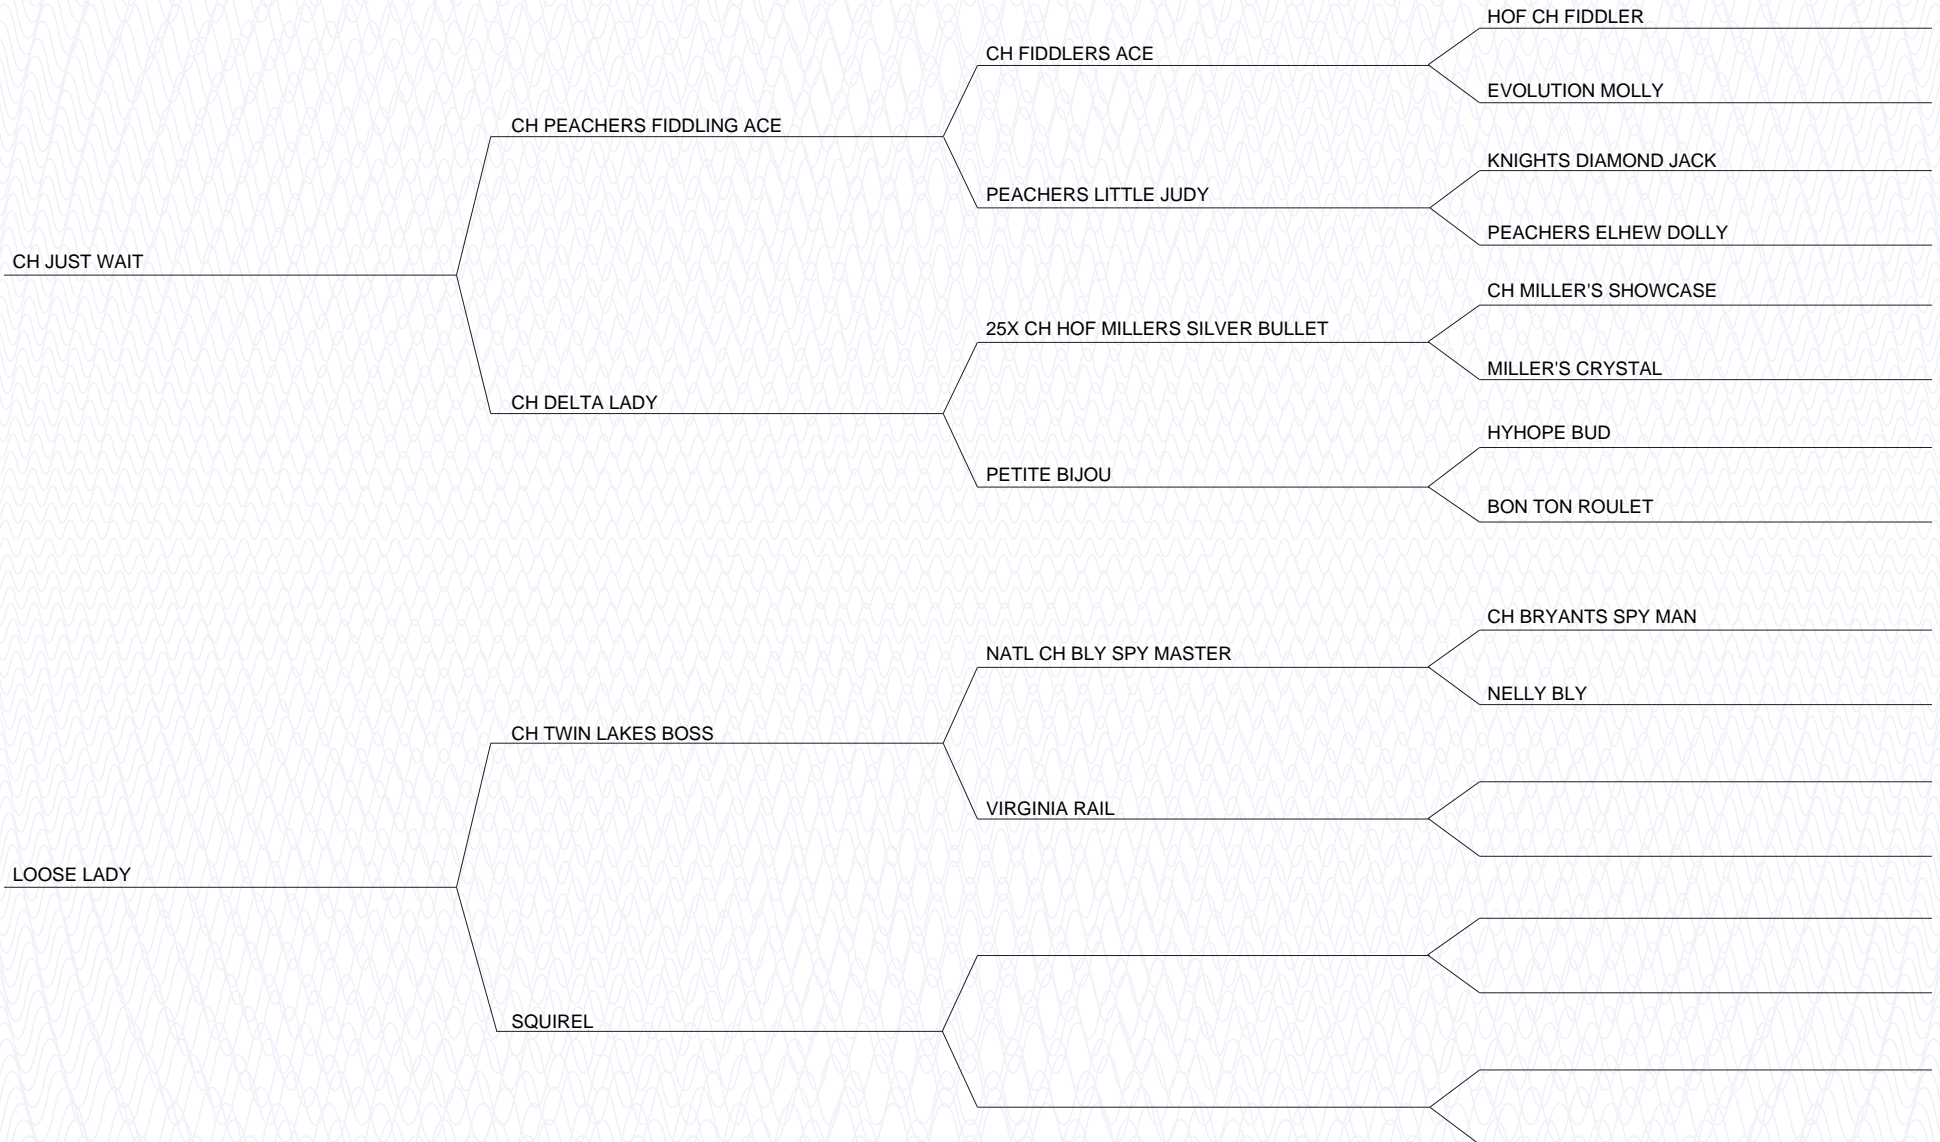 HOF CH FIDDLER
CH FIDDLERS ACE
EVOLUTION MOLLY
CH PEACHERS FIDDLING ACE
KNIGHTS DIAMOND JACK
PEACHERS LITTLE JUDY
PEACHERS ELHEW DOLLY
CH JUST WAIT
CH MILLER'S SHOWCASE
25X CH HOF MILLERS SILVER BULLET
MILLER'S CRYSTAL
CH DELTA LADY
HYHOPE BUD
PETITE BIJOU
BON TON ROULET
CH BRYANTS SPY MAN
NATL CH BLY SPY MASTER
NELLY BLY
CH TWIN LAKES BOSS
VIRGINIA RAIL
LOOSE LADY
SQUIREL